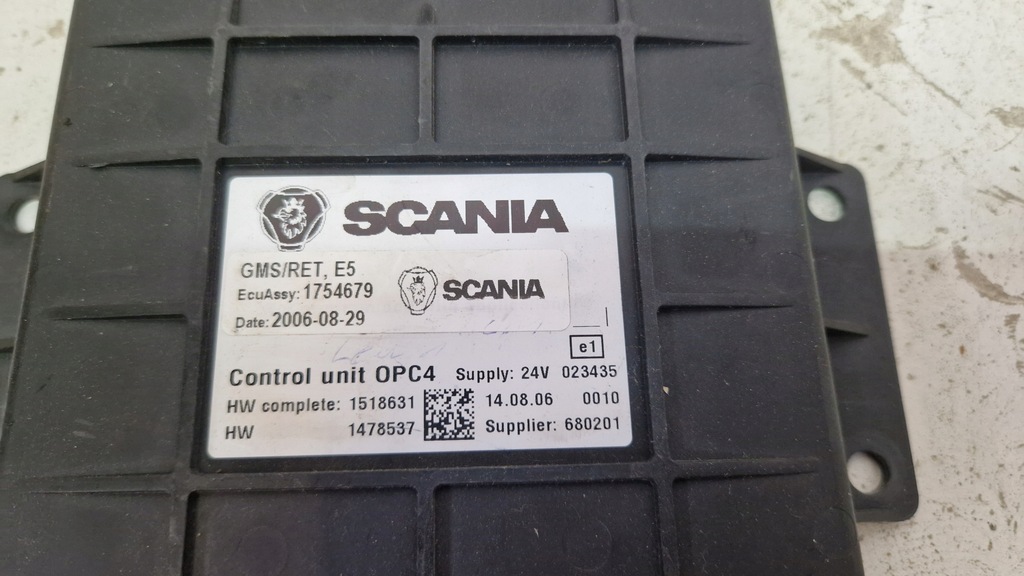 SCANIA
GMS/RET, E5
EcuAssy: 1754679
SCANIA
Date: 2006-08-29
e1
Control unit OPC4 Supply: 24V 023435
HW complete: 1518631 14.08.06 0010
HW 1478537 Supplier: 680201